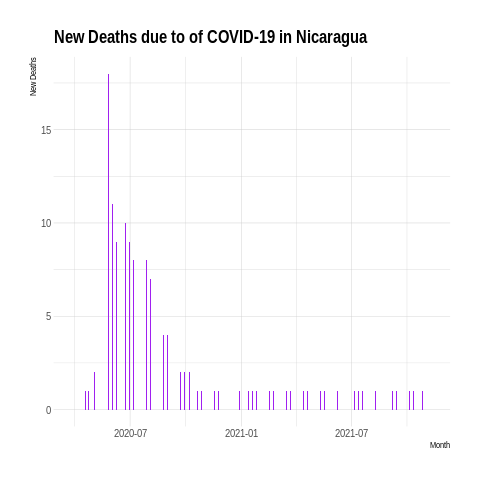 New Deaths due to of COVID-19 in Nicaragua
New Deaths
15
10
5
0
2020-07
2021-01
2021-07
Month